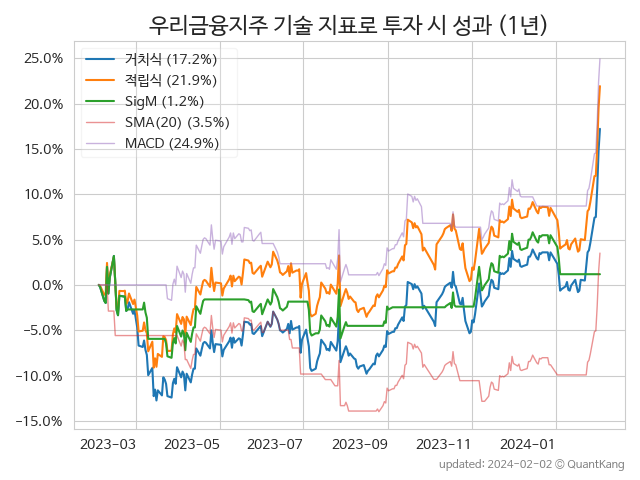 우리금융지주 기술 지표로 투자 시 성과 (1년)
거치식 (17.2%)
적립식 (21.9%)
SigM (1.2%)
SMA(20) (3.5%)
MACD (24.9%)
25.0%
20.0%
15.0%
10.0%
5.0%
0.0%
−5.0%
−10.0%
−15.0%
2023-03 2023-05 2023-07 2023-09 2023-11 2024-01
updated: 2024-02-02 © QuantKang